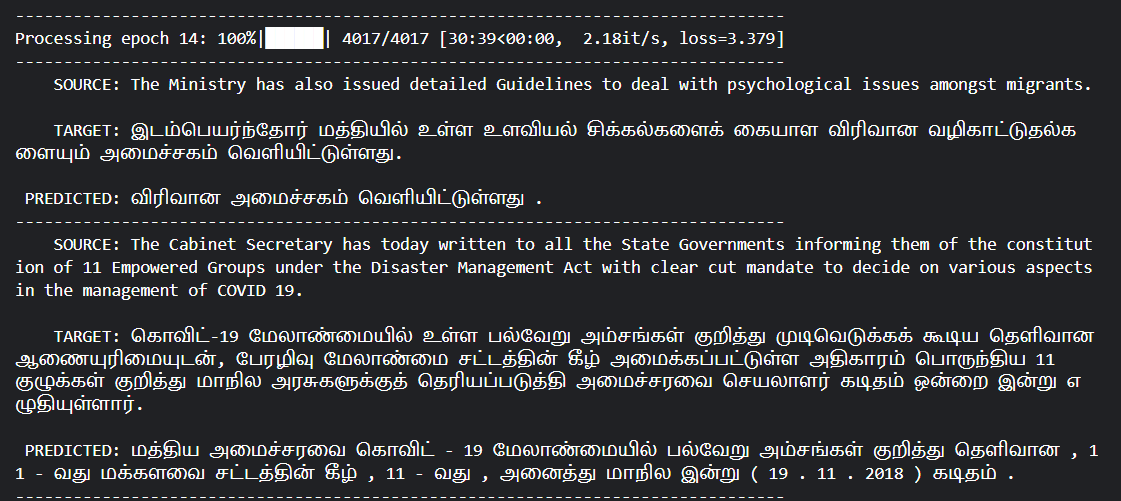 --------------------------------------------------------------------------------
Processing epoch 14: 100%|██████| 4017/4017 [30:39<00:00,  2.18it/s, loss=3.379]
--------------------------------------------------------------------------------
    SOURCE: The Ministry has also issued detailed Guidelines to deal with psychological issues amongst migrants.
    TARGET: இடம்பெயர்ந்தோர் மத்தியில் உள்ள உளவியல் சிக்கல்களைக் கையாள விரிவான வழிகாட்டுதல்க
ளையும் அமைச்சகம் வெளியிட்டுள்ளது.
 PREDICTED: விரிவான அமைச்சகம் வெளியிட்டுள்ளது .
--------------------------------------------------------------------------------
    SOURCE: The Cabinet Secretary has today written to all the State Governments informing them of the constitut
ion of 11 Empowered Groups under the Disaster Management Act with clear cut mandate to decide on various aspects
in the management of COVID 19.
    TARGET: கொவிட்-19 மேலாண்மையில் உள்ள பல்வேறு அம்சங்கள் குறித்து முடிவெடுக்கக் கூடிய தெளிவான
ஆணையுரிமையுடன், பேரழிவு மேலாண்மை சட்டத்தின் கீழ் அமைக்கப்பட்டுள்ள அதிகாரம் பொருந்திய 11
குழுக்கள் குறித்து மாநில அரசுகளுக்குத் தெரியப்படுத்தி அமைச்சரவை செயலாளர் கடிதம் ஒன்றை இன்று எ
ழுதியுள்ளார்.
 PREDICTED: மத்திய அமைச்சரவை கொவிட் - 19 மேலாண்மையில் பல்வேறு அம்சங்கள் குறித்து தெளிவான , 1
1 - வது மக்களவை சட்டத்தின் கீழ் , 11 - வது , அனைத்து மாநில இன்று ( 19 . 11 . 2018 ) கடிதம் .
--------------------------------------------------------------------------------